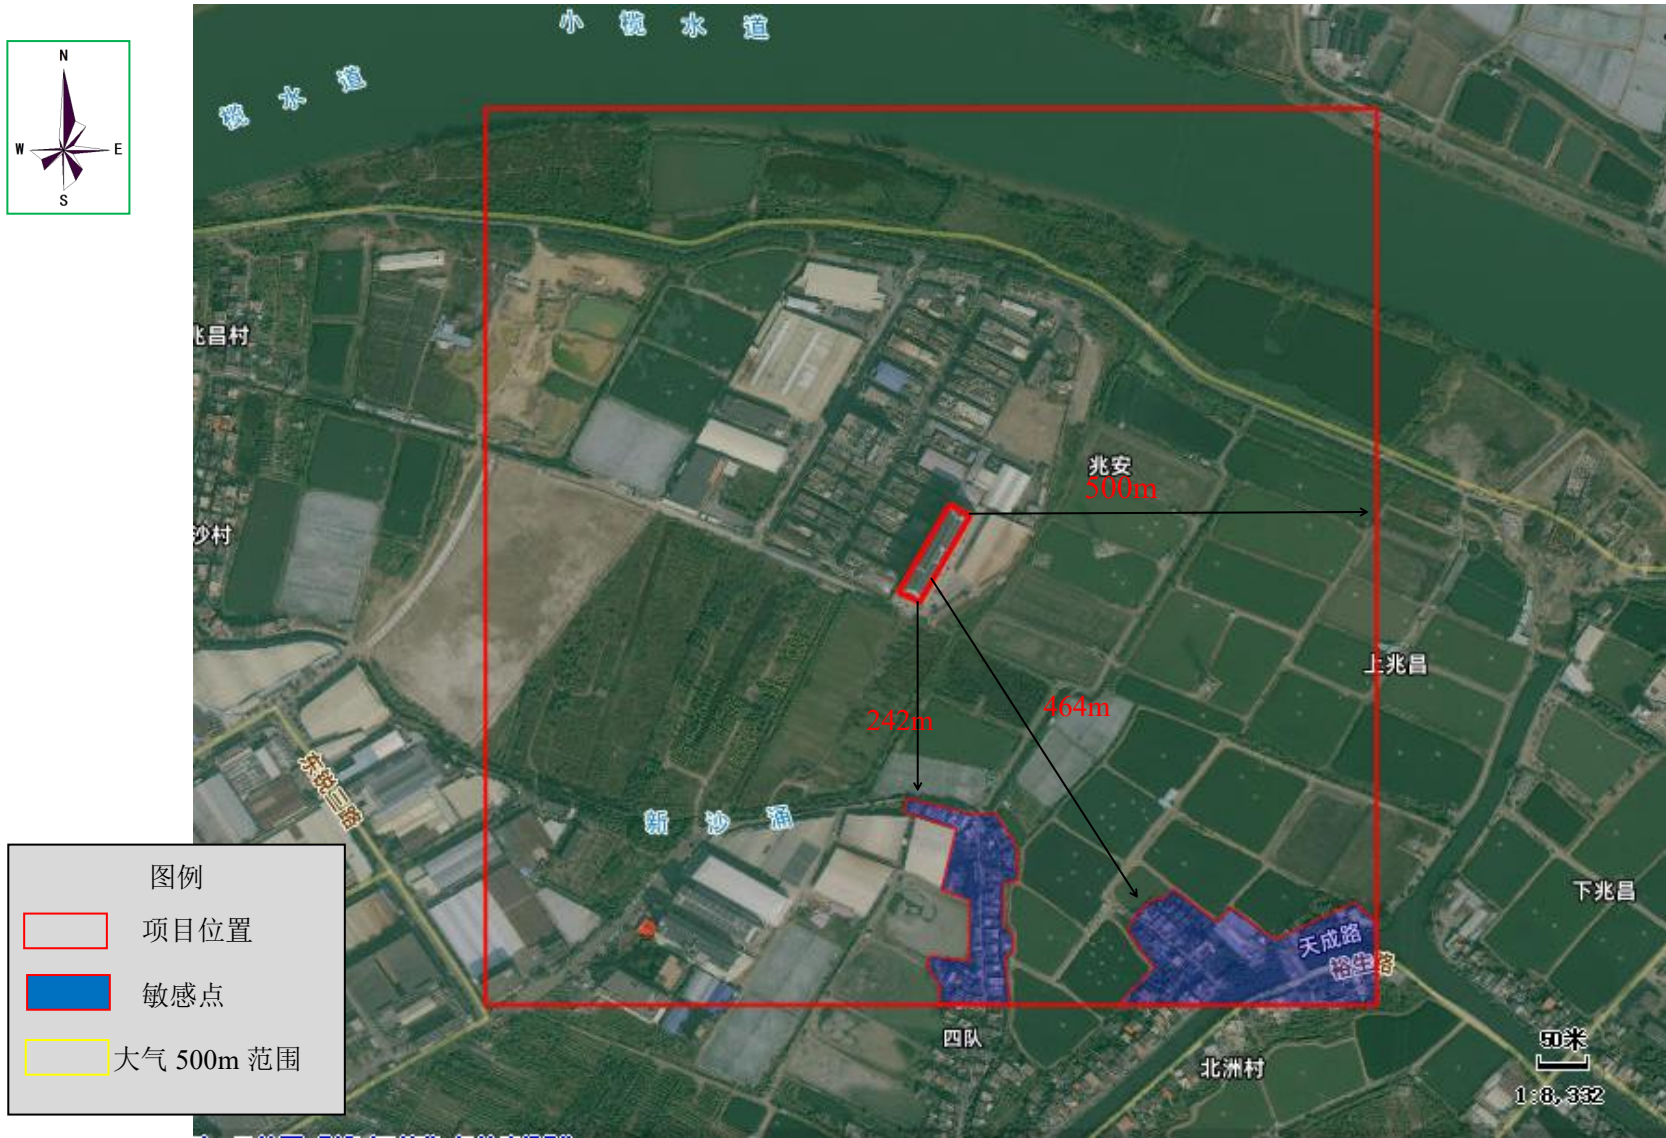 小 榄 水 道
榄 水 道
N
W
E
S
兆昌村
兆安
500m
沙村
上兆昌
242m
464m
东锐三路
新 沙 涌
图例
项目位置
敏感点
大气 500m 范围
下兆昌
天成路
裕生路
四队
北洲村
50米
1:8,332